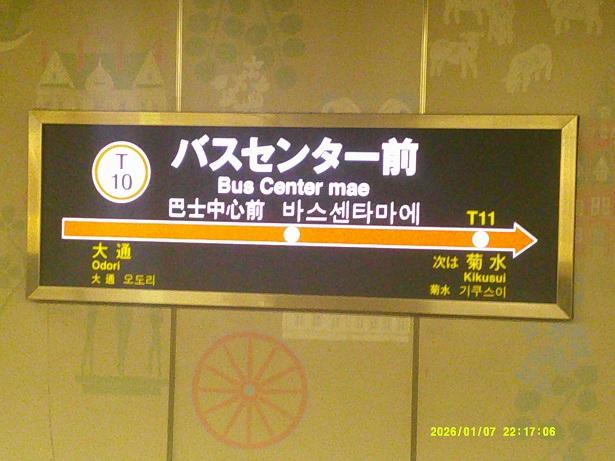 T
10
バスセンター前
Bus Center mae
巴士中心前 바스센타마에
T11
大通
Odori
大通 오도리
次は 菊水
Kikusui
菊水 기쿠스이
2026/01/07 22:17:06